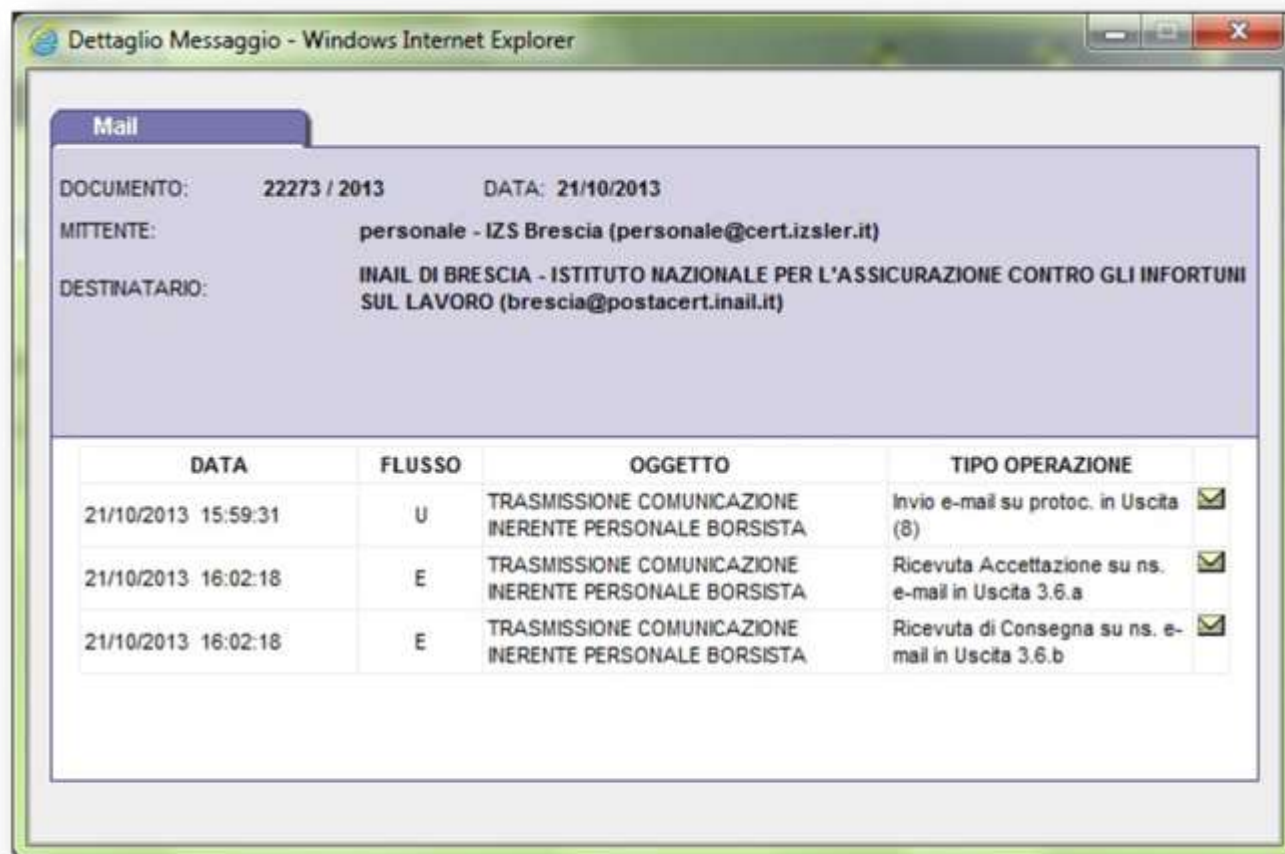 Dettaglio Messaggio - Windows Internet Explorer
Mail
DOCUMENTO: 22273 / 2013 DATA: 21/10/2013
MITTENTE: personale - IZS Brescia (personale@cert.izsler.it)
DESTINATARIO: INAIL DI BRESCIA - ISTITUTO NAZIONALE PER L'ASSICURAZIONE CONTRO GLI INFORTUNI
SUL LAVORO (brescia@postacert.inail.it)
DATA FLUSSO OGGETTO TIPO OPERAZIONE
21/10/2013 15:59:31 U TRASMISSIONE COMUNICAZIONE Invio e-mail su protoc. in Uscita
INERENTE PERSONALE BORSISTA (8)
21/10/2013 16:02:18 E TRASMISSIONE COMUNICAZIONE Ricevuta Accettazione su ns.
INERENTE PERSONALE BORSISTA e-mail in Uscita 3.6.a
21/10/2013 16:02:18 E TRASMISSIONE COMUNICAZIONE Ricevuta di Consegna su ns. e-
INERENTE PERSONALE BORSISTA mail in Uscita 3.6.b